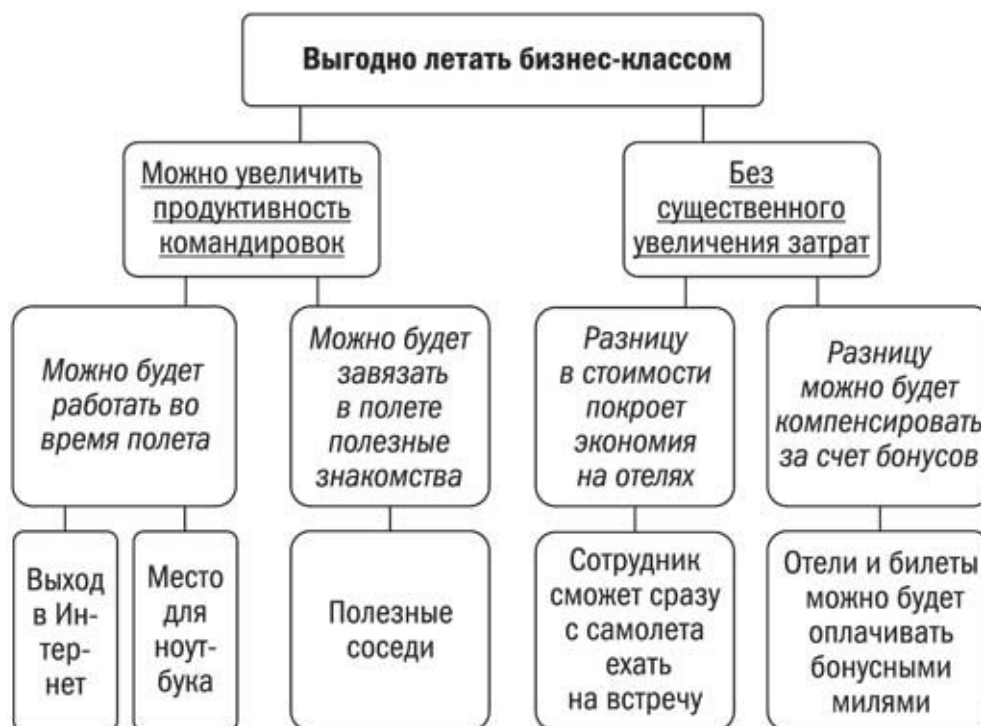 Выгодно летать бизнес-классом
Можно увеличить
продуктивность
командировок
Без
существенного
увеличения затрат
Можно будет
работать во
время полета
Можно будет
завязать
в полете
полезные
знакомства
Разницу
в стоимости
покроет
экономия
на отелях
Разницу
можно будет
компенсировать
за счет бонусов
Выход
в Ин-
тер-
нет
Место
для
ноут-
бука
Полезные
соседи
Сотрудник
сможет сразу
с самолета
ехать
на встречу
Отели и билеты
можно будет
оплачивать
бонусными
милями